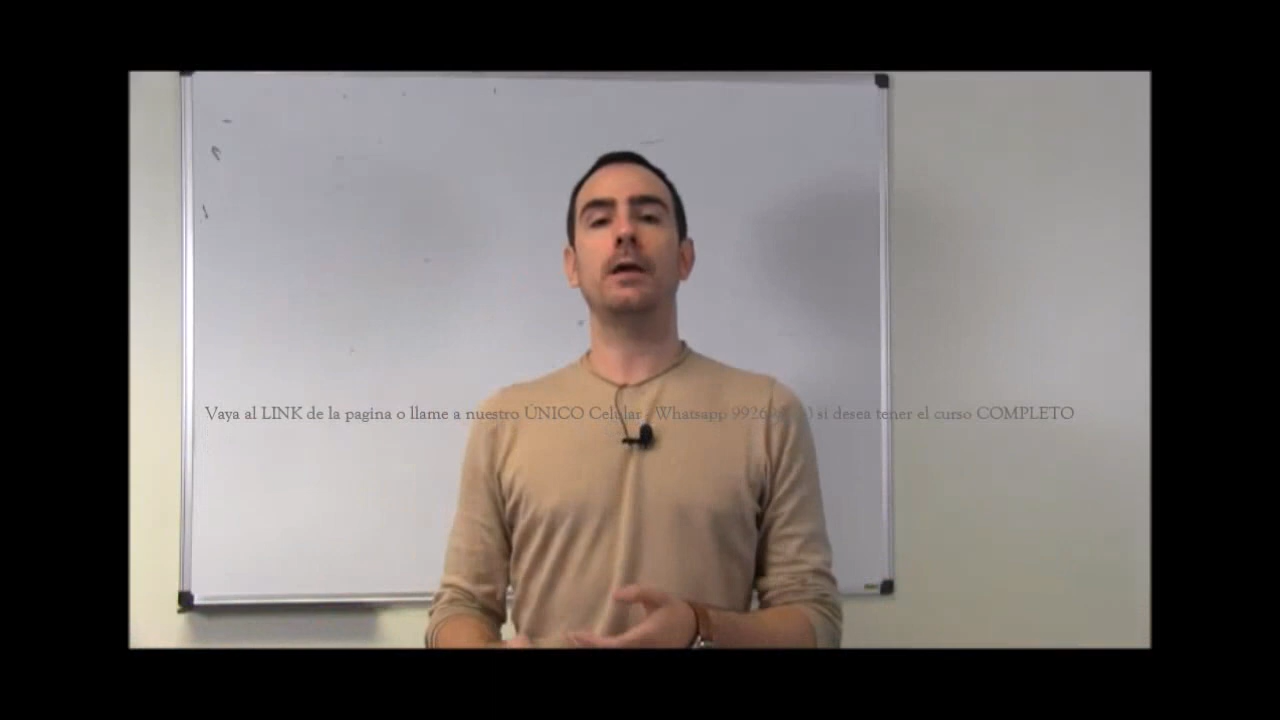 Vaya al LINK de la pagina o llame a nuestro ÚNICO Celular - Whatsapp si desea tener el curso COMPLETO